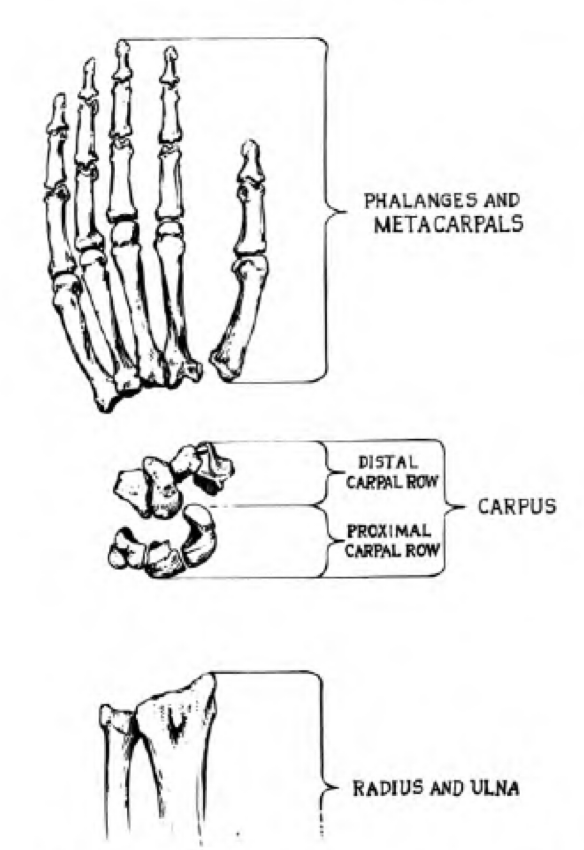 PHALANGES AND
METACARPALS
DISTAL
CARPAL ROW
CARPUS
PROXIMAL
CARPAL ROW
RADIUS AND ULNA